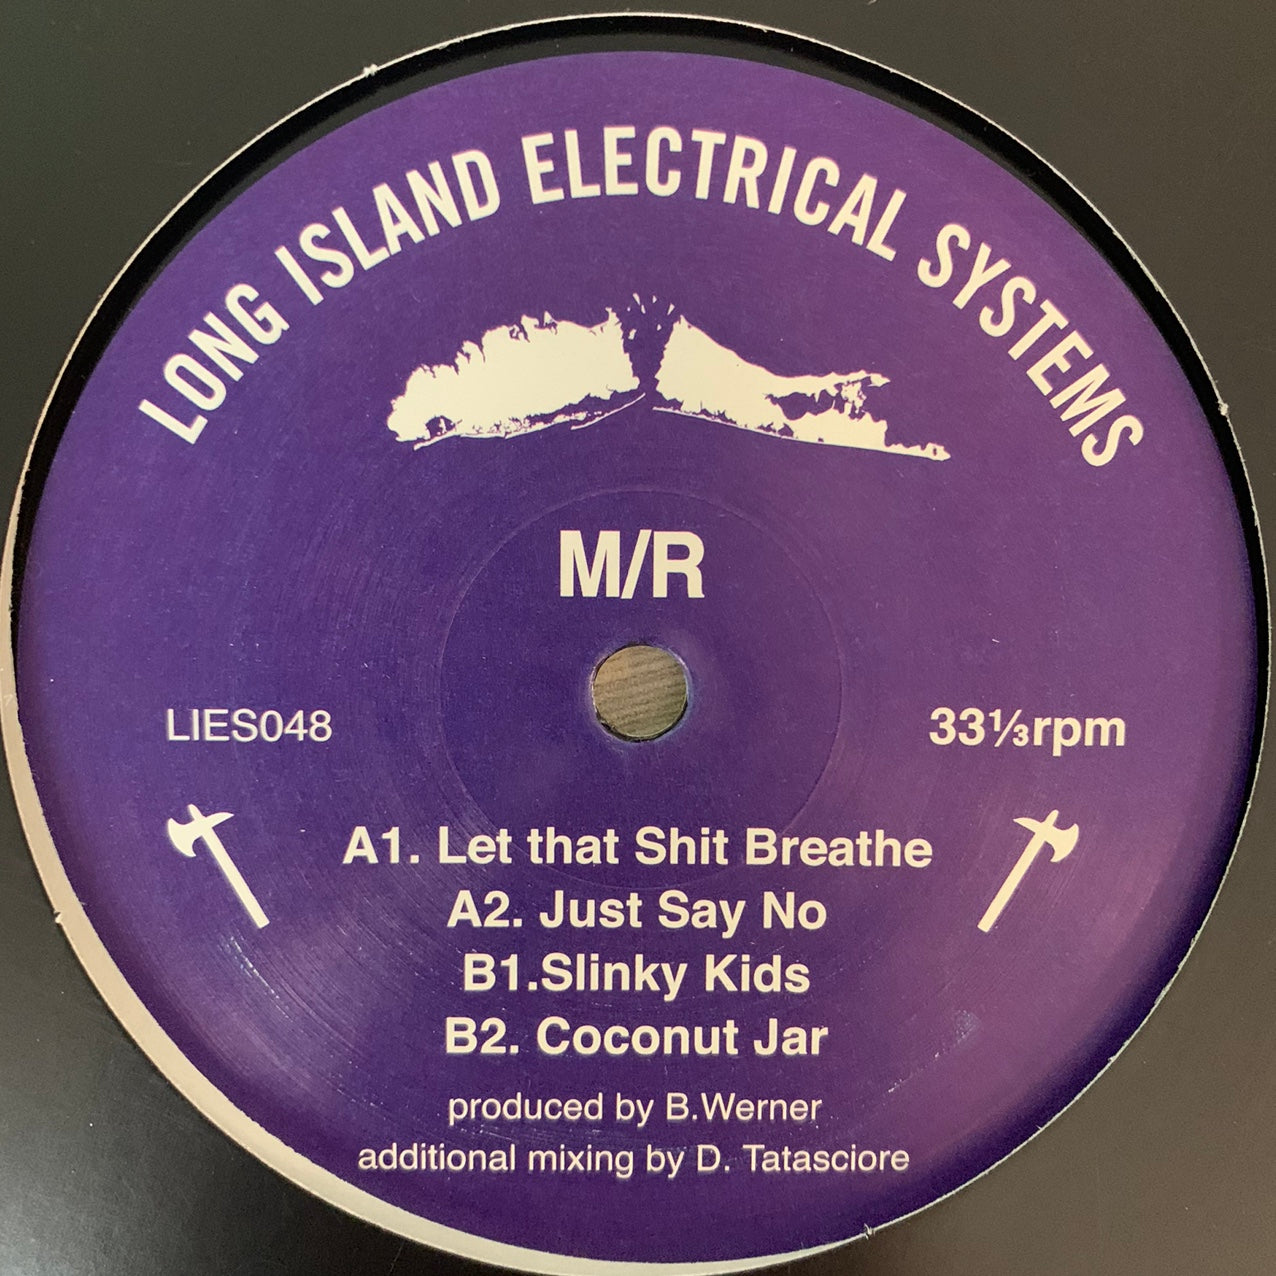 LONG ISLAND ELECTRICAL SYSTEMS
M/R
LIES048
33⅓rpm
A1. Let that Shit Breathe
A2. Just Say No
B1.Slinky Kids
B2. Coconut Jar
produced by B.Werner
additional mixing by D. Tatasciore